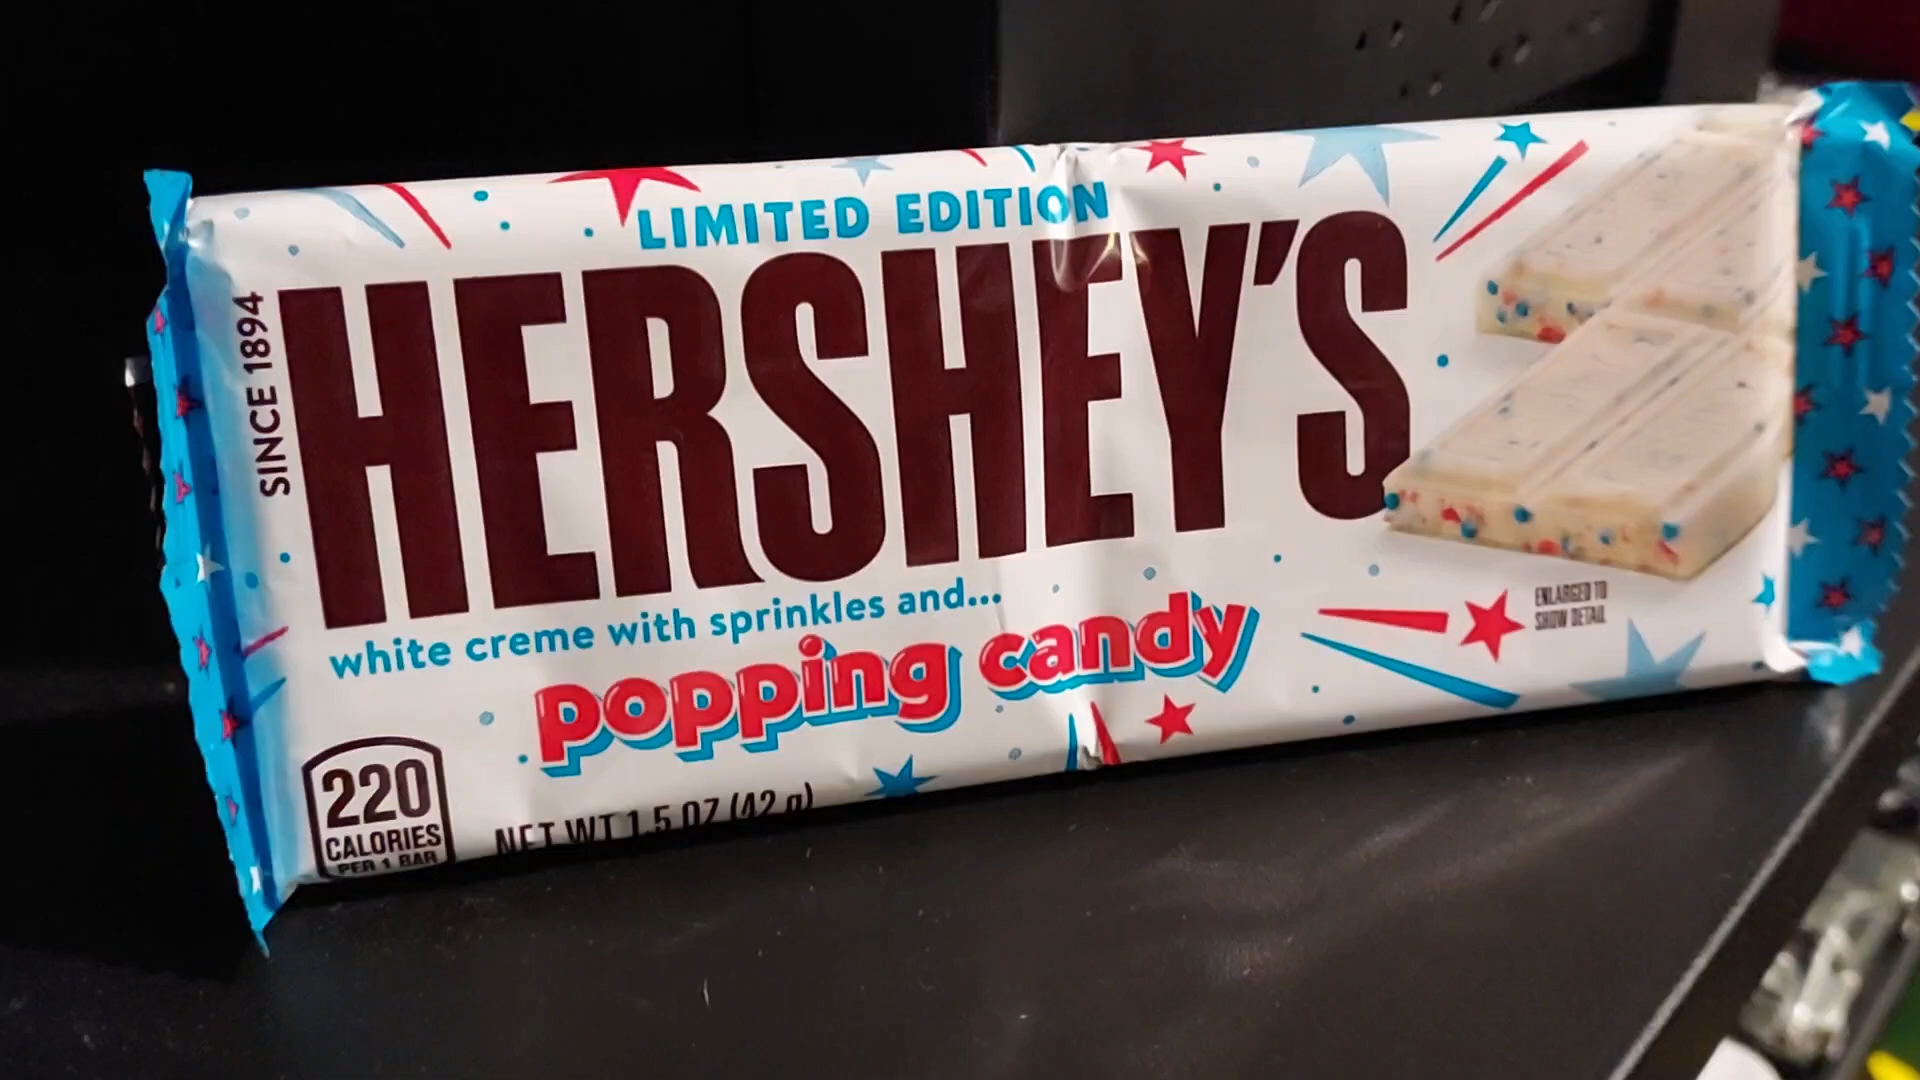 LIMITED EDITION
SINCE 1894
HERSHEY'S
white creme with sprinkles and...
popping candy
ENLARGED TO
SHOW DETAIL
220
CALORIES
PER 1 BAR
NET WT 1.5 OZ (42 g)